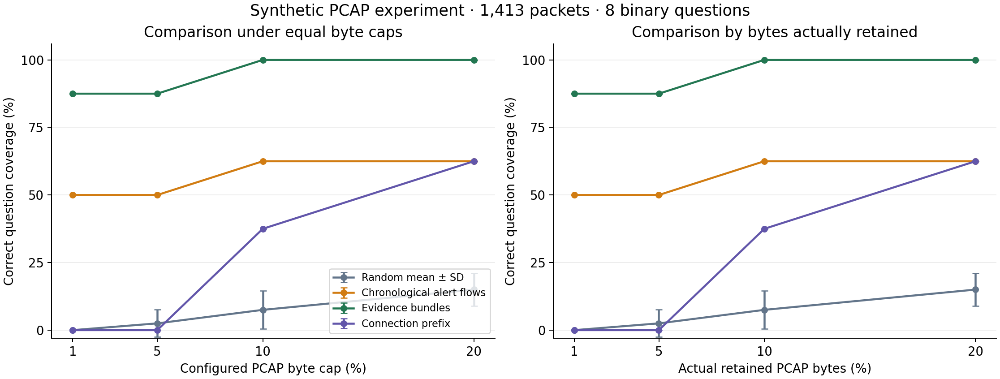 Synthetic PCAP experiment · 1,413 packets · 8 binary questions
Comparison under equal byte caps
Correct question coverage (%)
100
75
50
25
0
1 5 10 20
Configured PCAP byte cap (%)
Random mean ± SD
Chronological alert flows
Evidence bundles
Connection prefix
Comparison by bytes actually retained
Correct question coverage (%)
100
75
50
25
0
1 5 10 20
Actual retained PCAP bytes (%)